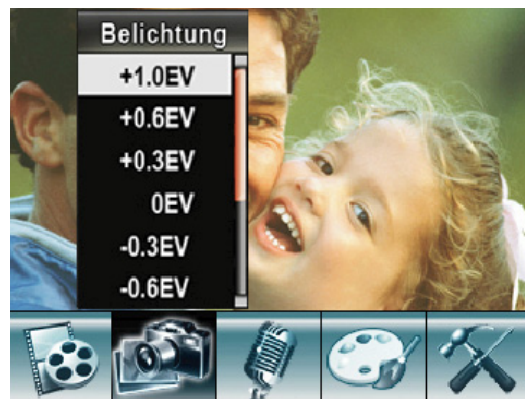 Belichtung
+1.0EV
+0.6EV
+0.3EV
0EV
-0.3EV
-0.6EV